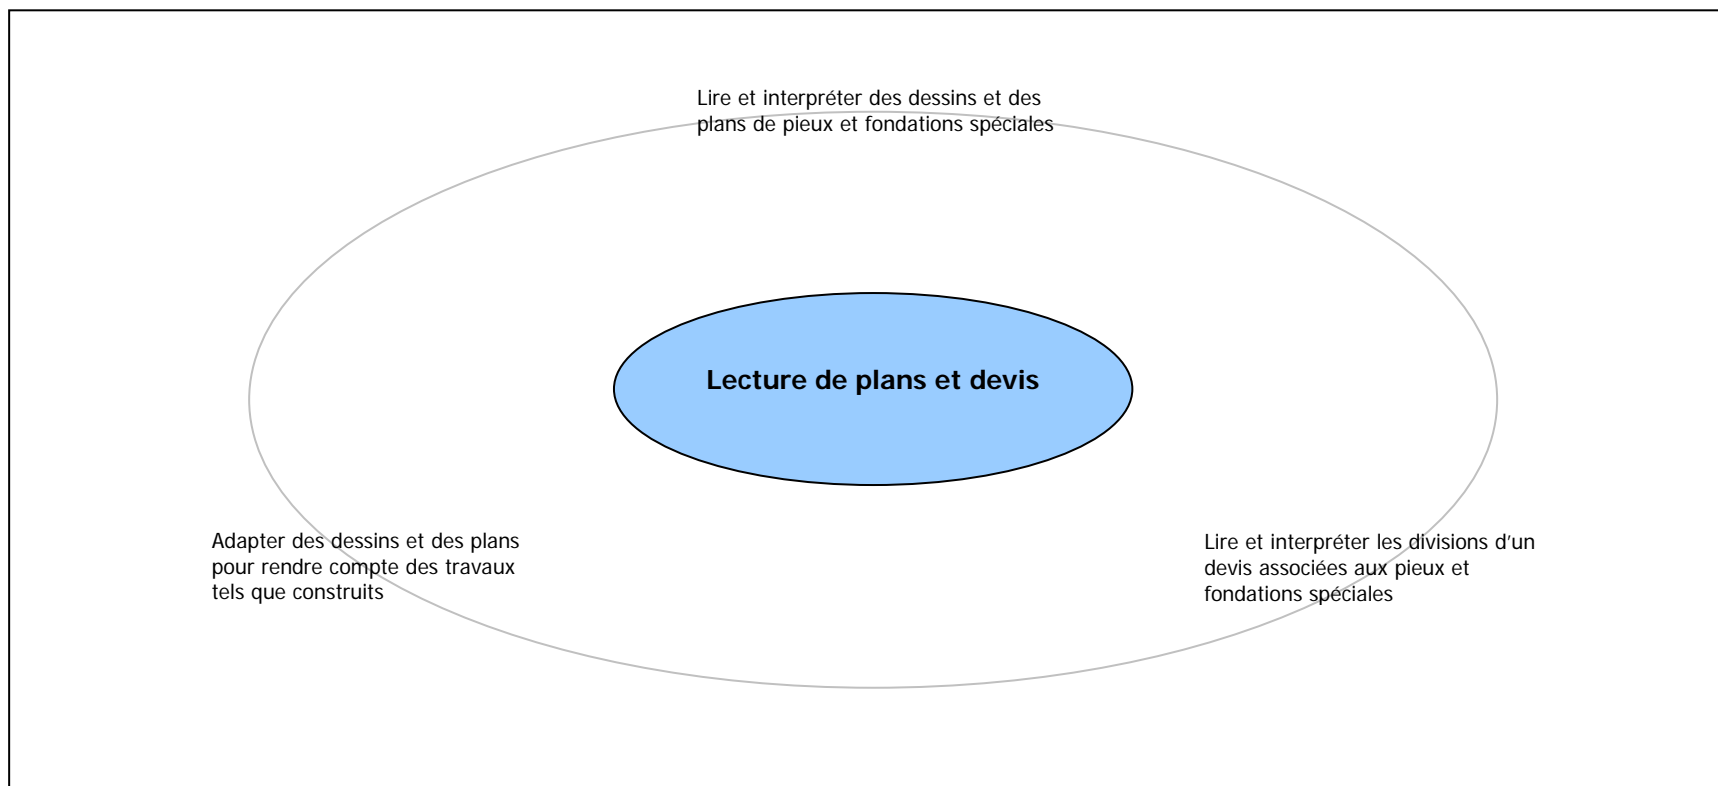 Lire et interpréter des dessins et des
plans de pieux et fondations spéciales
Lecture de plans et devis
Adapter des dessins et des plans
pour rendre compte des travaux
tels que construits
Lire et interpréter les divisions d'un
devis associées aux pieux et
fondations spéciales